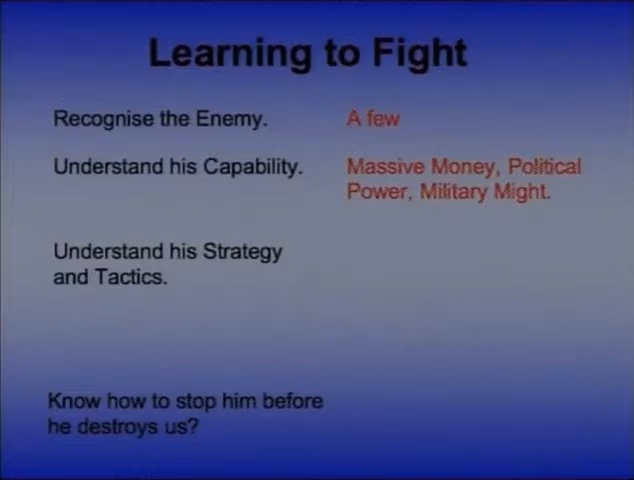 Learning to Fight
Recognise the Enemy. A few
Understand his Capability. Massive Money, Political
Power, Military Might.
Understand his Strategy
and Tactics.
Know how to stop him before
he destroys us?